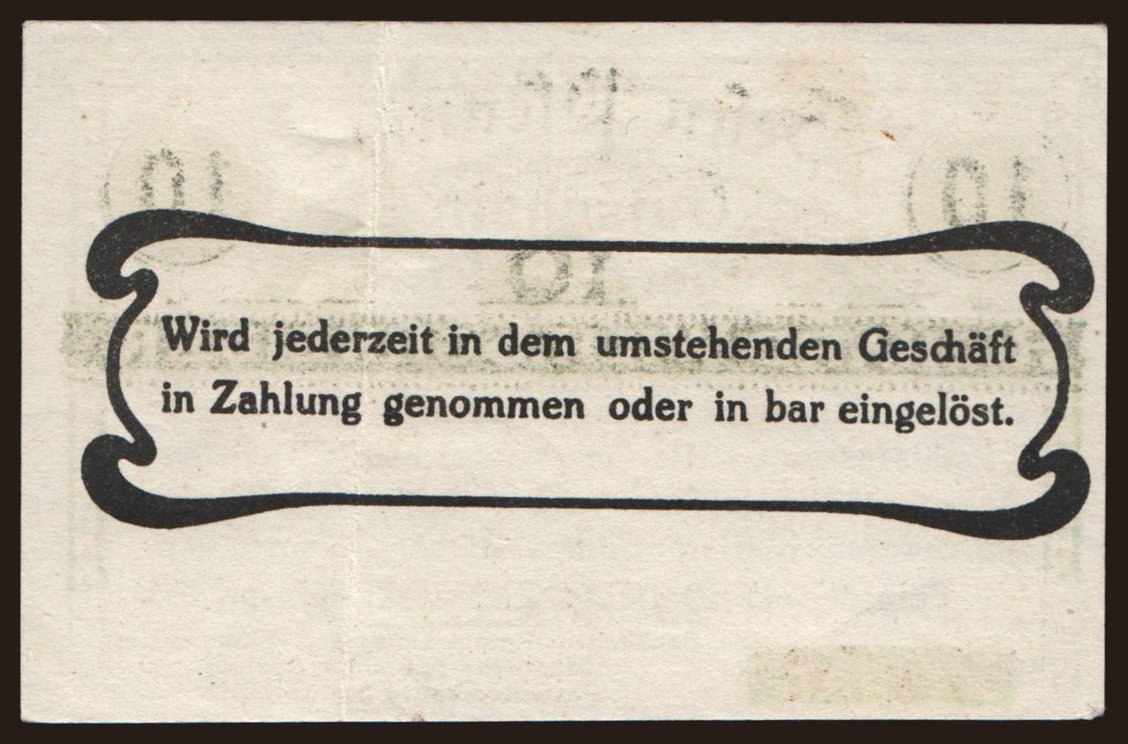 Wird jederzeit in dem umstehenden Geschäft
in Zahlung genommen oder in bar eingelöst.